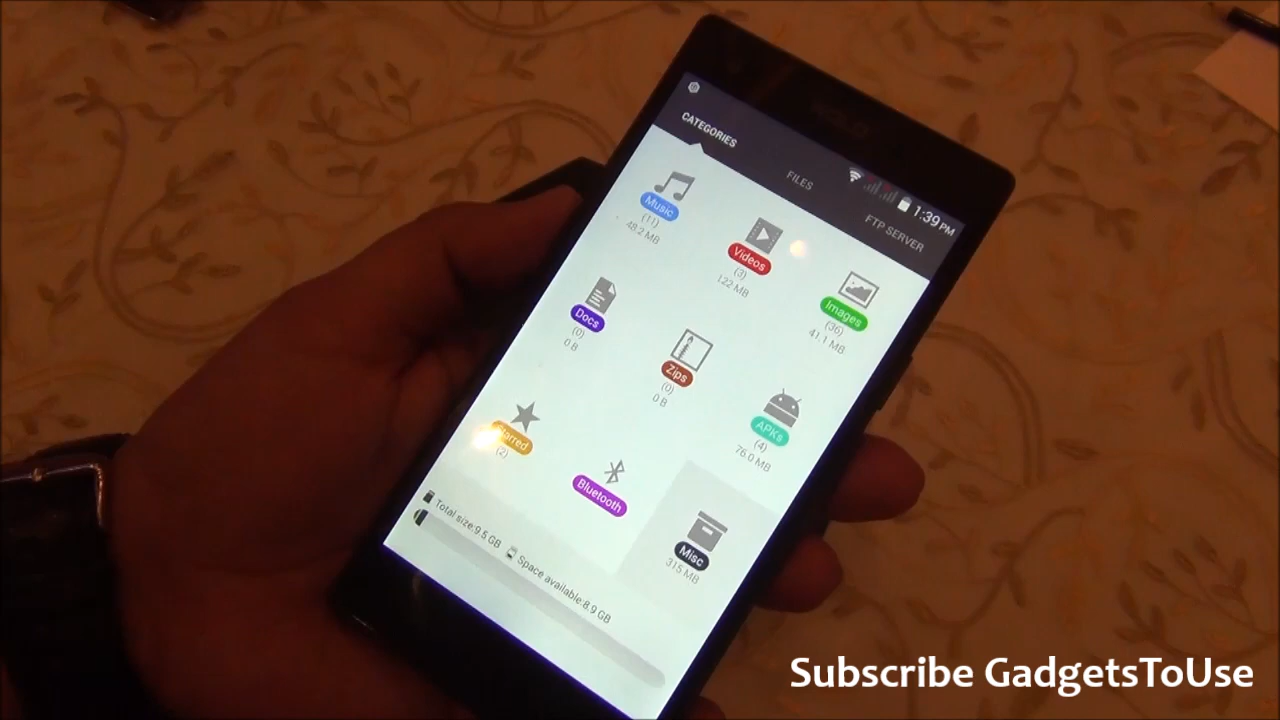 1:39 PM
CATEGORIES
FILES
FTP SERVER
Music
(11)
48.2 MB
Videos
(3)
122 MB
Images
(36)
41.1 MB
Docs
(0)
0 B
Zips
(0)
0 B
APKs
(4)
76.0 MB
Starred
(2)
Bluetooth
Misc
315 MB
Total size:9.5 GB
Space available:8.9 GB
Subscribe GadgetsToUse